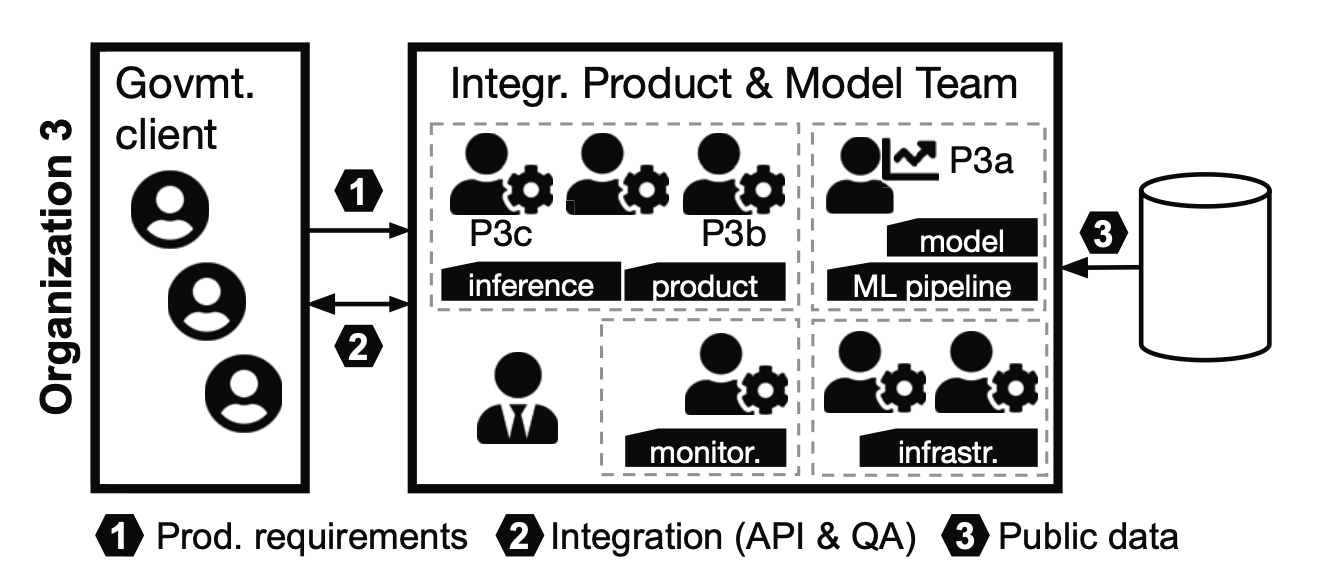 Organization 3
Govmt.
client
1
2
Integr. Product & Model Team
P3c
P3b
inference
product
P3a
model
ML pipeline
monitor.
infrastr.
3
1 Prod. requirements 2 Integration (API & QA) 3 Public data